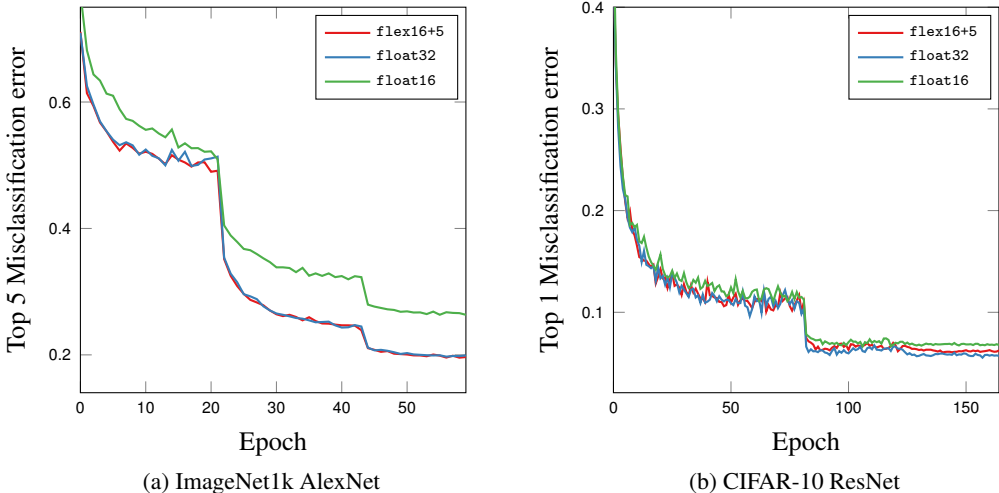 Top 5 Misclassification error
0.6
0.4
0.2
flex16+5
float32
float16
0
10
20
30
40
50
Epoch
(a) ImageNet1k AlexNet
Top 1 Misclassification error
0.4
0.3
0.2
0.1
flex16+5
float32
float16
0
50
100
150
Epoch
(b) CIFAR-10 ResNet